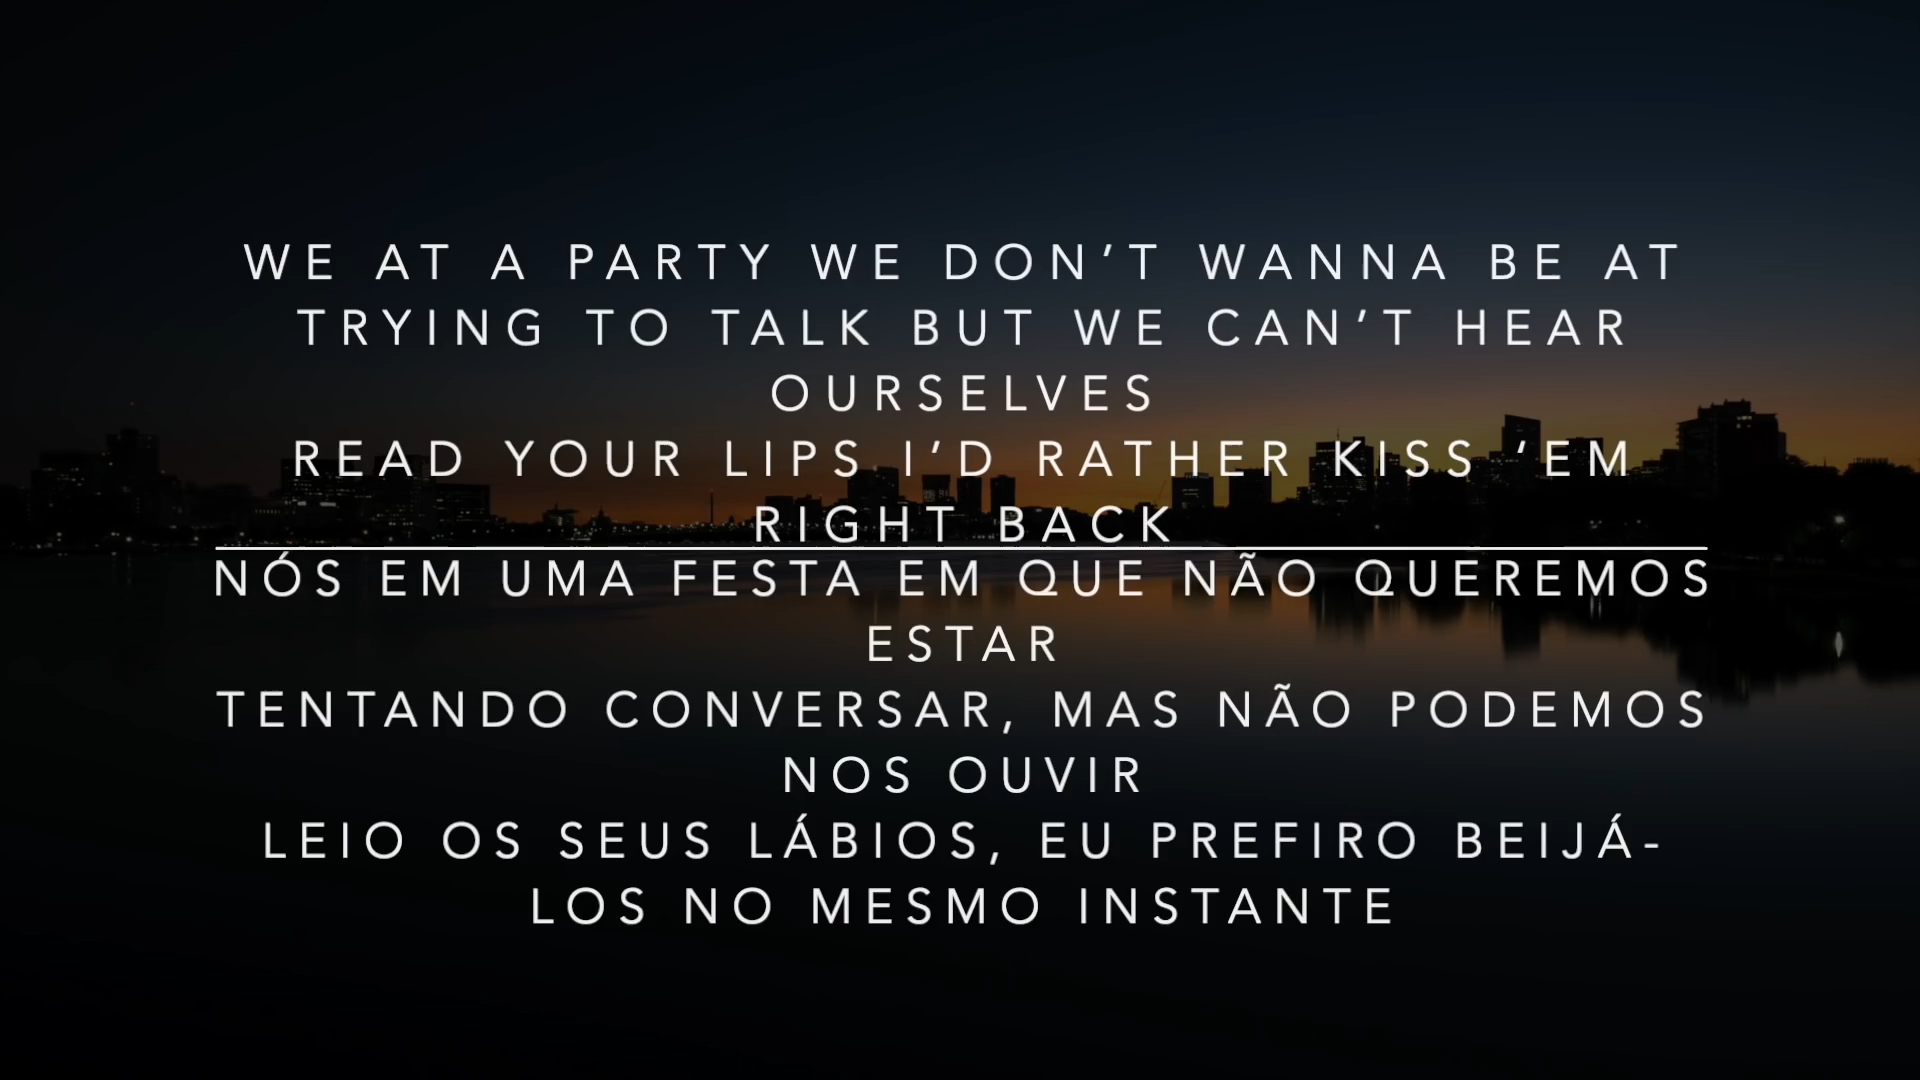 WE AT A PARTY WE DON’T WANNA BE AT
TRYING TO TALK BUT WE CAN’T HEAR
OURSELVES
READ YOUR LIPS I’D RATHER KISS ‘EM
RIGHT BACK
NÓS EM UMA FESTA EM QUE NÃO QUEREMOS
ESTAR
TENTANDO CONVERSAR, MAS NÃO PODEMOS
NOS OUVIR
LEIO OS SEUS LÁBIOS, EU PREFIRO BEIJÁ-
LOS NO MESMO INSTANTE